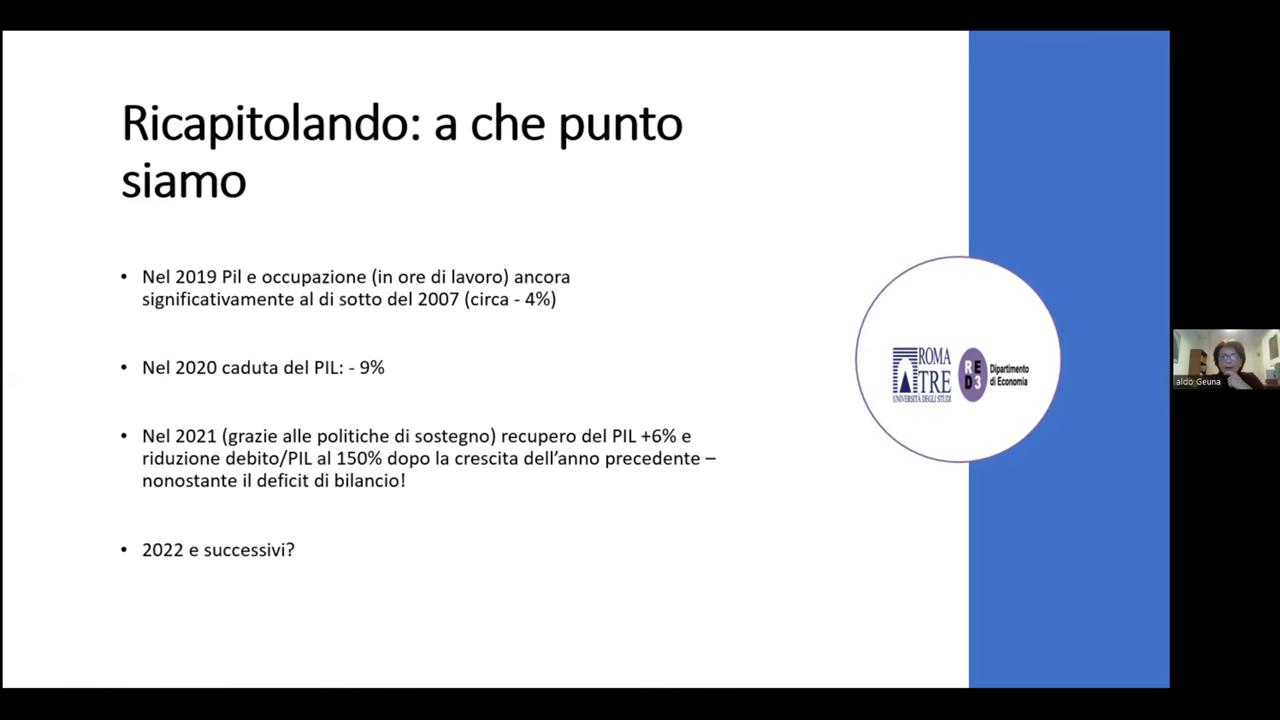 Ricapitolando: a che punto
siamo
• Nel 2019 Pil e occupazione (in ore di lavoro) ancora
significativamente al di sotto del 2007 (circa - 4%)
• Nel 2020 caduta del PIL: - 9%
• Nel 2021 (grazie alle politiche di sostegno) recupero del PIL +6% e
riduzione debito/PIL al 150% dopo la crescita dell’anno precedente –
nonostante il deficit di bilancio!
• 2022 e successivi?
ROMA
TRE
UNIVERSITÀ DEGLI STUDI
RE
D3
Dipartimento
di Economia
aldo Geuna